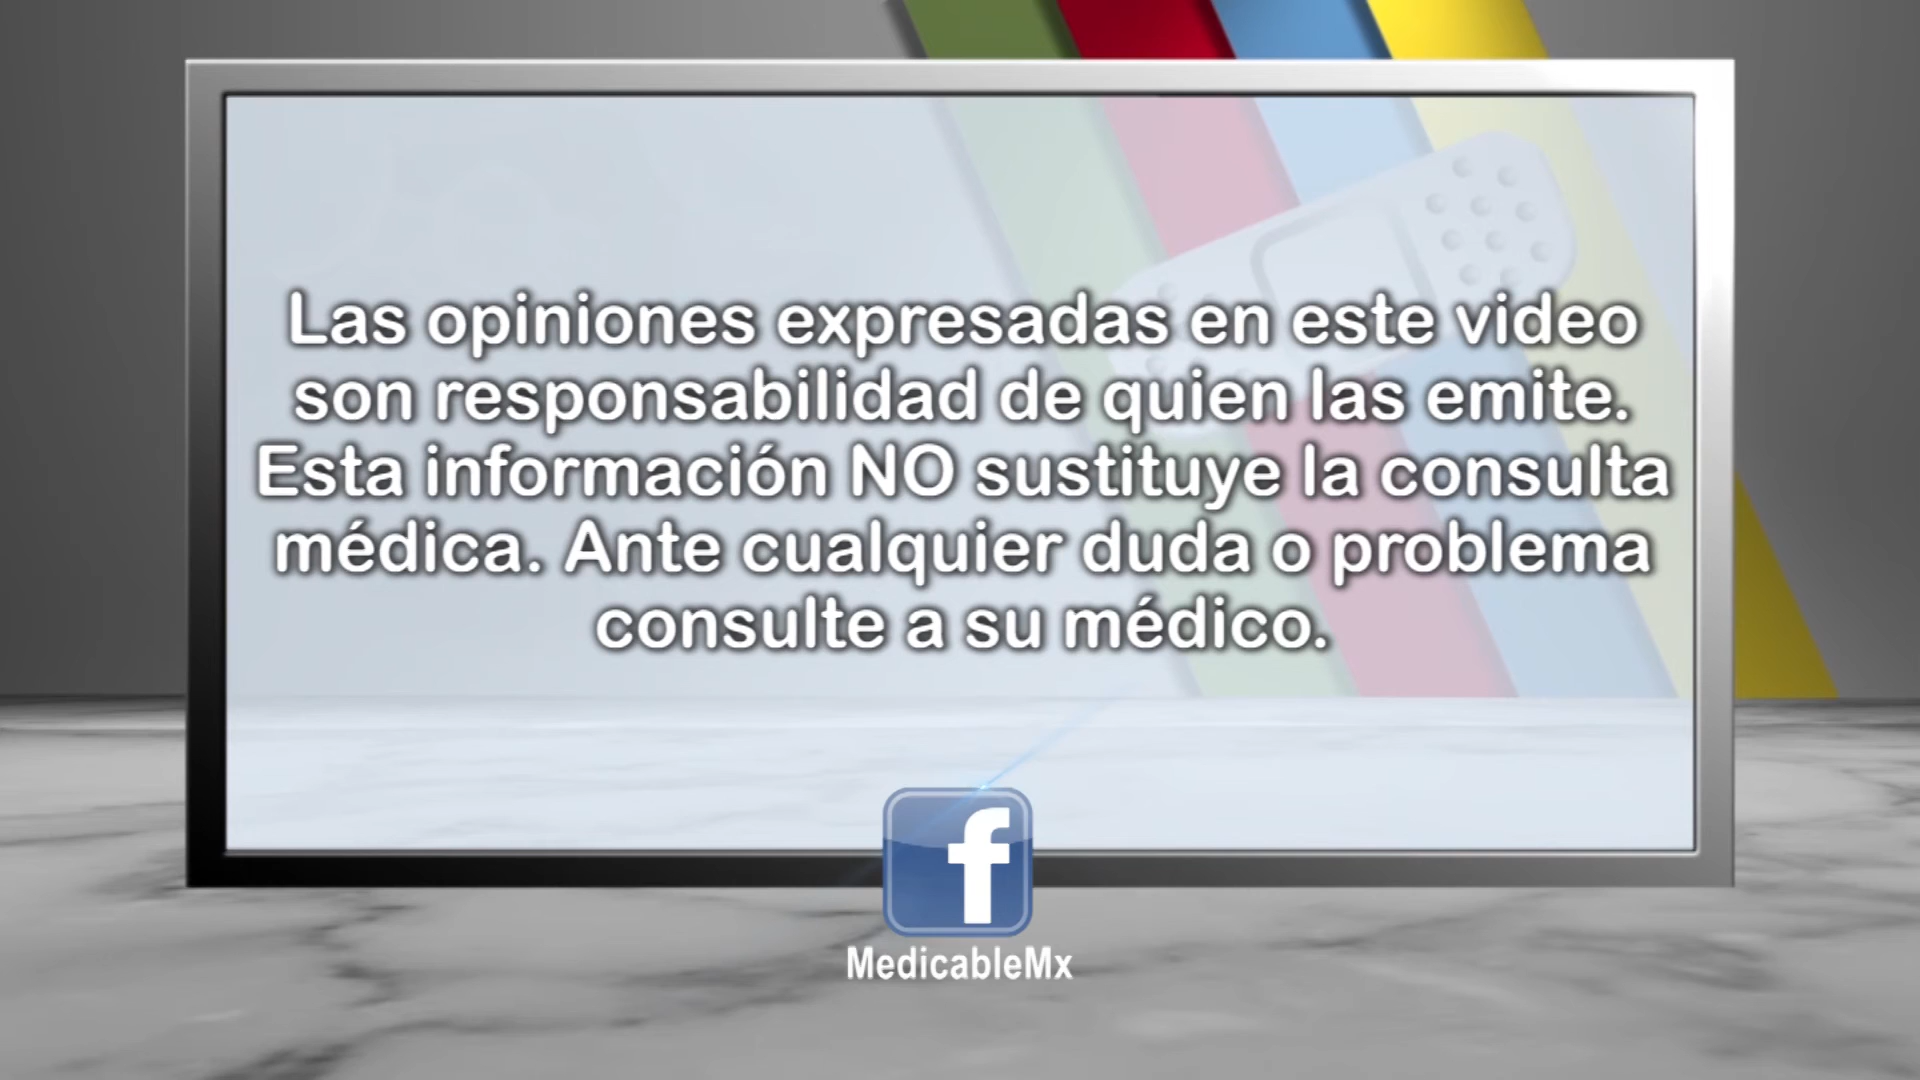 Las opiniones expresadas en este video
son responsabilidad de quien las emite.
Esta información NO sustituye la consulta
médica. Ante cualquier duda o problema
consulte a su médico.
f
MedicableMx